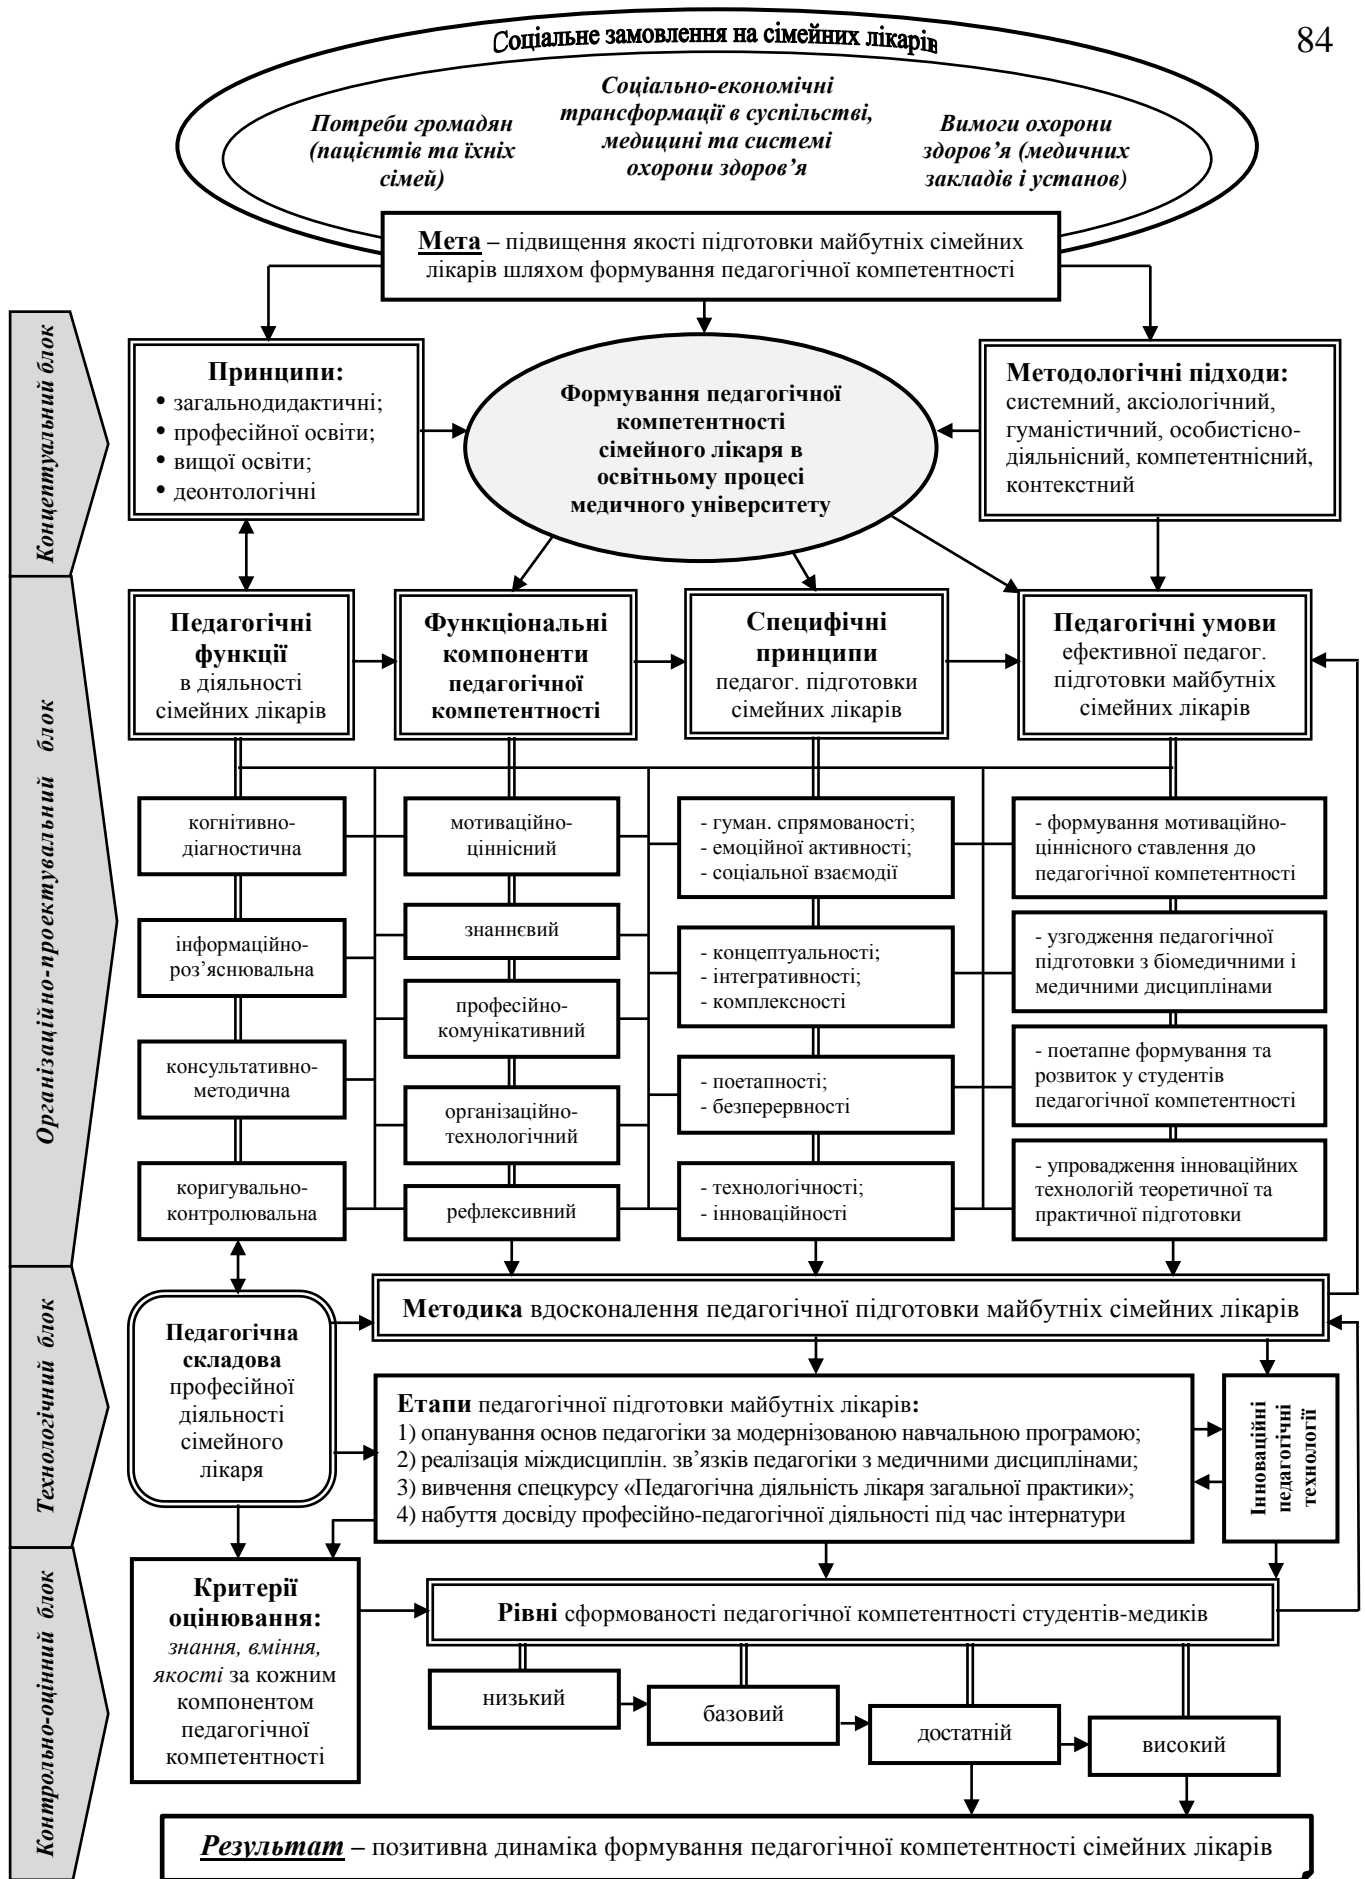 84
Соціальне замовлення на сімейних лікарів
Потреби громадян
(пацієнтів та їхніх
сімей)
Соціально-економічні
трансформації в суспільстві,
медицині та системі
охорони здоров’я
Вимоги охорони
здоров’я (медичних
закладів і установ)
Мета – підвищення якості підготовки майбутніх сімейних
лікарів шляхом формування педагогічної компетентності
Концептуальний блок
Принципи:
• загальнодидактичні;
• професійної освіти;
• вищої освіти;
• деонтологічні
Формування педагогічної
компетентності
сімейного лікаря в
освітньому процесі
медичного університету
Методологічні підходи:
системний, аксіологічний,
гуманістичний, особистісно-
діяльнісний, компетентнісний,
контекстний
Організаційно-проектувальний блок
Педагогічні
функції
в діяльності
сімейних лікарів
Функціональні
компоненти
педагогічної
компетентності
Специфічні
принципи
педагог. підготовки
сімейних лікарів
Педагогічні умови
ефективної педагог.
підготовки майбутніх
сімейних лікарів
когнітивно-
діагностична
інформаційно-
роз’яснювальна
консультативно-
методична
коригувально-
контролювальна
мотиваційно-
ціннісний
знаннєвий
професійно-
комунікативний
організаційно-
технологічний
рефлексивний
- гуман. спрямованості;
- емоційної активності;
- соціальної взаємодії
- концептуальності;
- інтегративності;
- комплексності
- поетапності;
- безперервності
- технологічності;
- інноваційності
- формування мотиваційно-
ціннісного ставлення до
педагогічної компетентності
- узгодження педагогічної
підготовки з біомедичними і
медичними дисциплінами
- поетапне формування та
розвиток у студентів
педагогічної компетентності
- упровадження інноваційних
технологій теоретичної та
практичної підготовки
Технологічний блок
Педагогічна
складова
професійної
діяльності
сімейного
лікаря
Методика вдосконалення педагогічної підготовки майбутніх сімейних лікарів
Етапи педагогічної підготовки майбутніх лікарів:
1) опанування основ педагогіки за модернізованою навчальною програмою;
2) реалізація міждисциплін. зв’язків педагогіки з медичними дисциплінами;
3) вивчення спецкурсу «Педагогічна діяльність лікаря загальної практики»;
4) набуття досвіду професійно-педагогічної діяльності під час інтернатури
Інноваційні
педагогічні
технології
Контрольно-оцінний блок
Критерії
оцінювання:
знання, вміння,
якості за кожним
компонентом
педагогічної
компетентності
Рівні сформованості педагогічної компетентності студентів-медиків
низький
базовий
достатній
високий
Результат – позитивна динаміка формування педагогічної компетентності сімейних лікарів